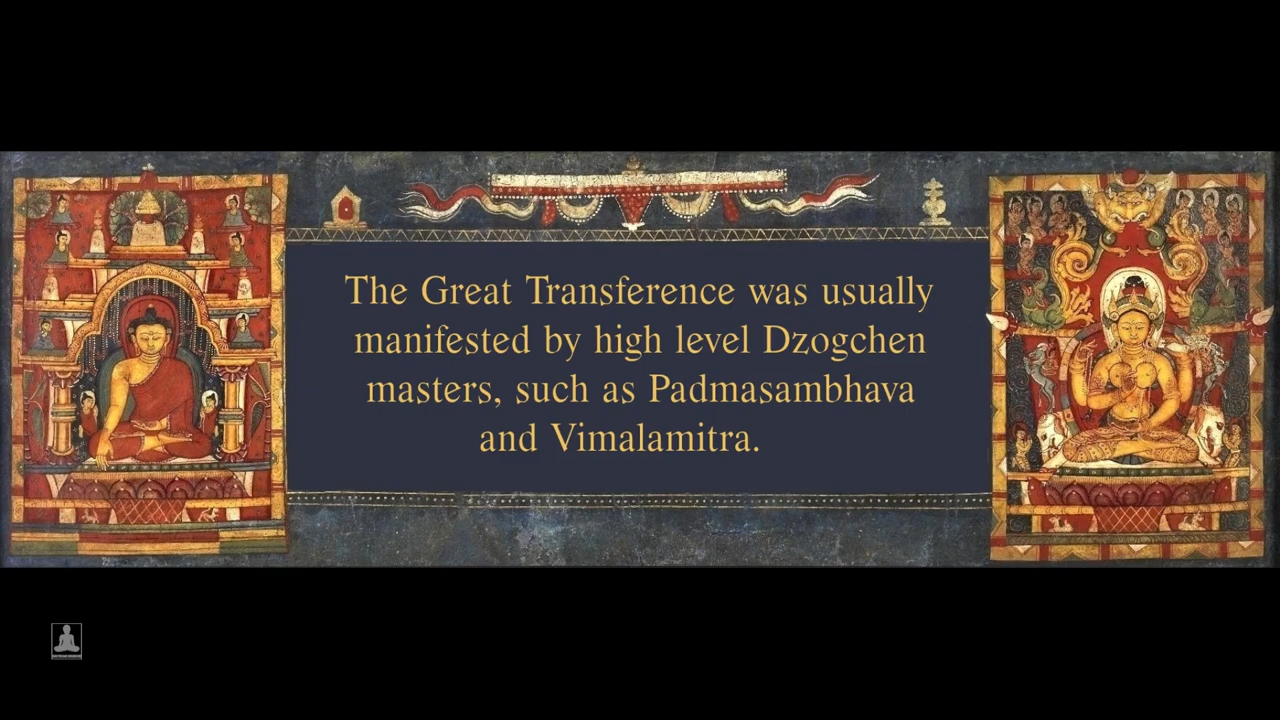 The Great Transference was usually
manifested by high level Dzogchen
masters, such as Padmasambhava
and Vimalamitra.